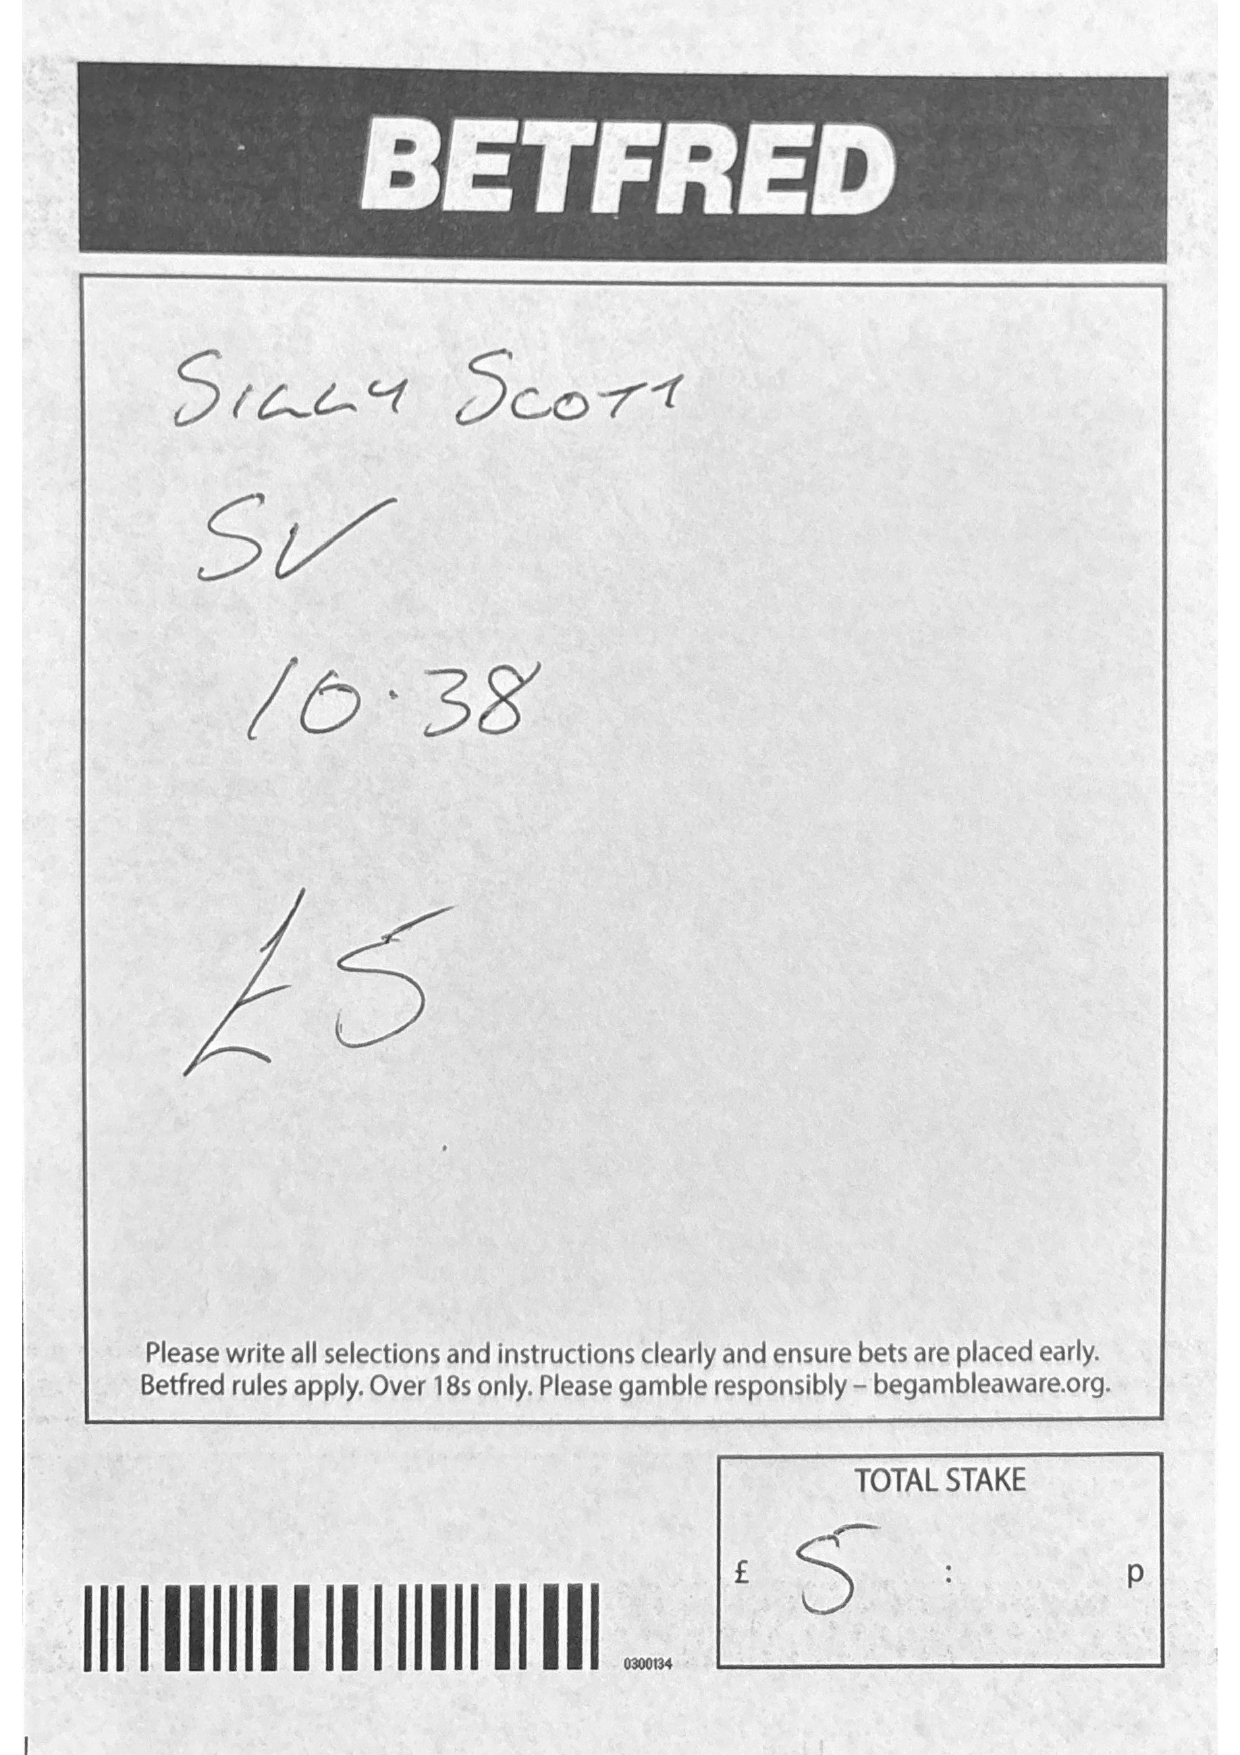 BETFRED
SILLY SCOTT
SV
10.38
£5
Please write all selections and instructions clearly and ensure bets are placed early.
Betfred rules apply. Over 18s only. Please gamble responsibly – begambleaware.org.
TOTAL STAKE
£ 5 : p
0300134